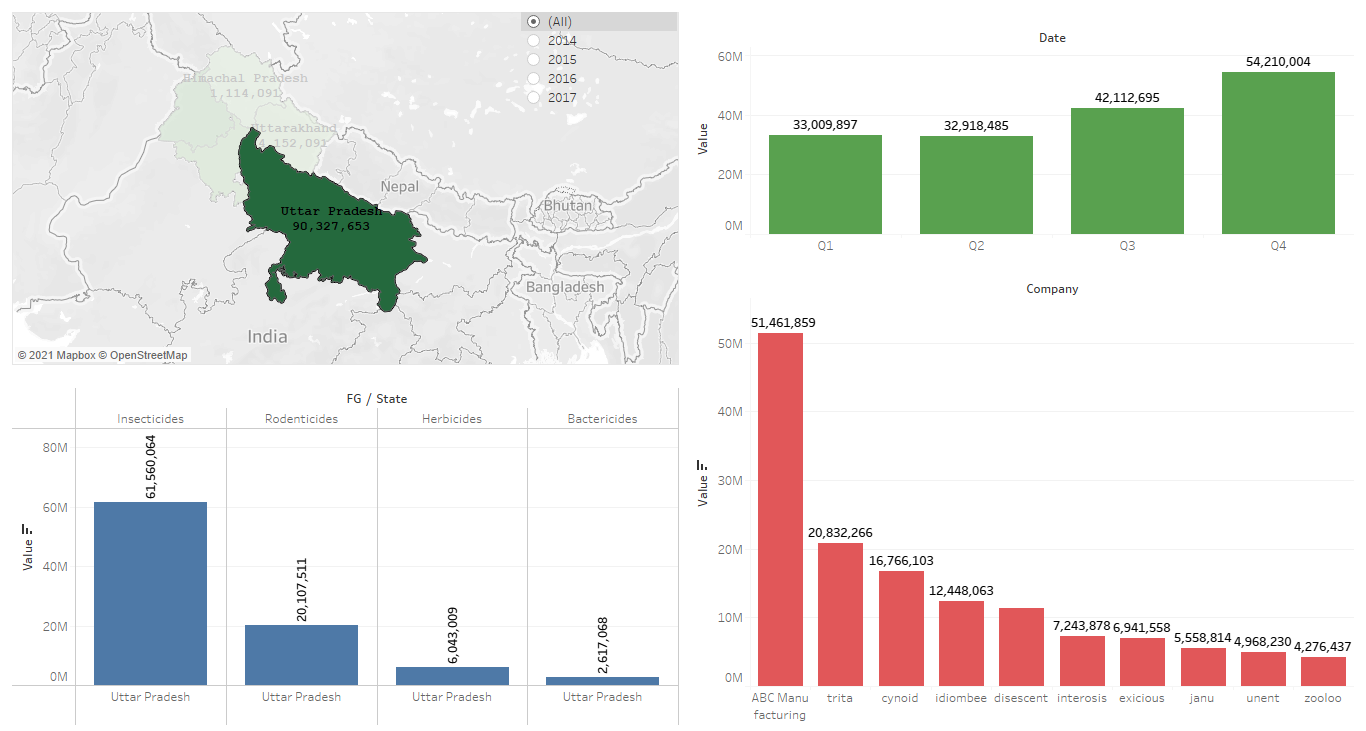 (All)
2014
2015
2016
2017
Himachal Pradesh
1,114,091
Uttarakhand
4,152,091
Nepal
Uttar Pradesh
90,327,653
Bhutan
Bangladesh
India
© 2021 Mapbox © OpenStreetMap
Date
60M
40M
20M
0M
Value
33,009,897
32,918,485
42,112,695
54,210,004
Q1 Q2 Q3 Q4
FG / State
Insecticides Rodenticides Herbicides Bactericides
80M
60M
40M
20M
0M
Value
61,560,064
20,107,511
6,043,009
2,617,068
Uttar Pradesh Uttar Pradesh Uttar Pradesh Uttar Pradesh
Company
50M
40M
30M
20M
10M
0M
Value
51,461,859
20,832,266
16,766,103
12,448,063
7,243,878
6,941,558
5,558,814
4,968,230
4,276,437
ABC Manu
facturing
trita
cynoid
idiombee
disescent
interosis
exicious
janu
unent
zooloo